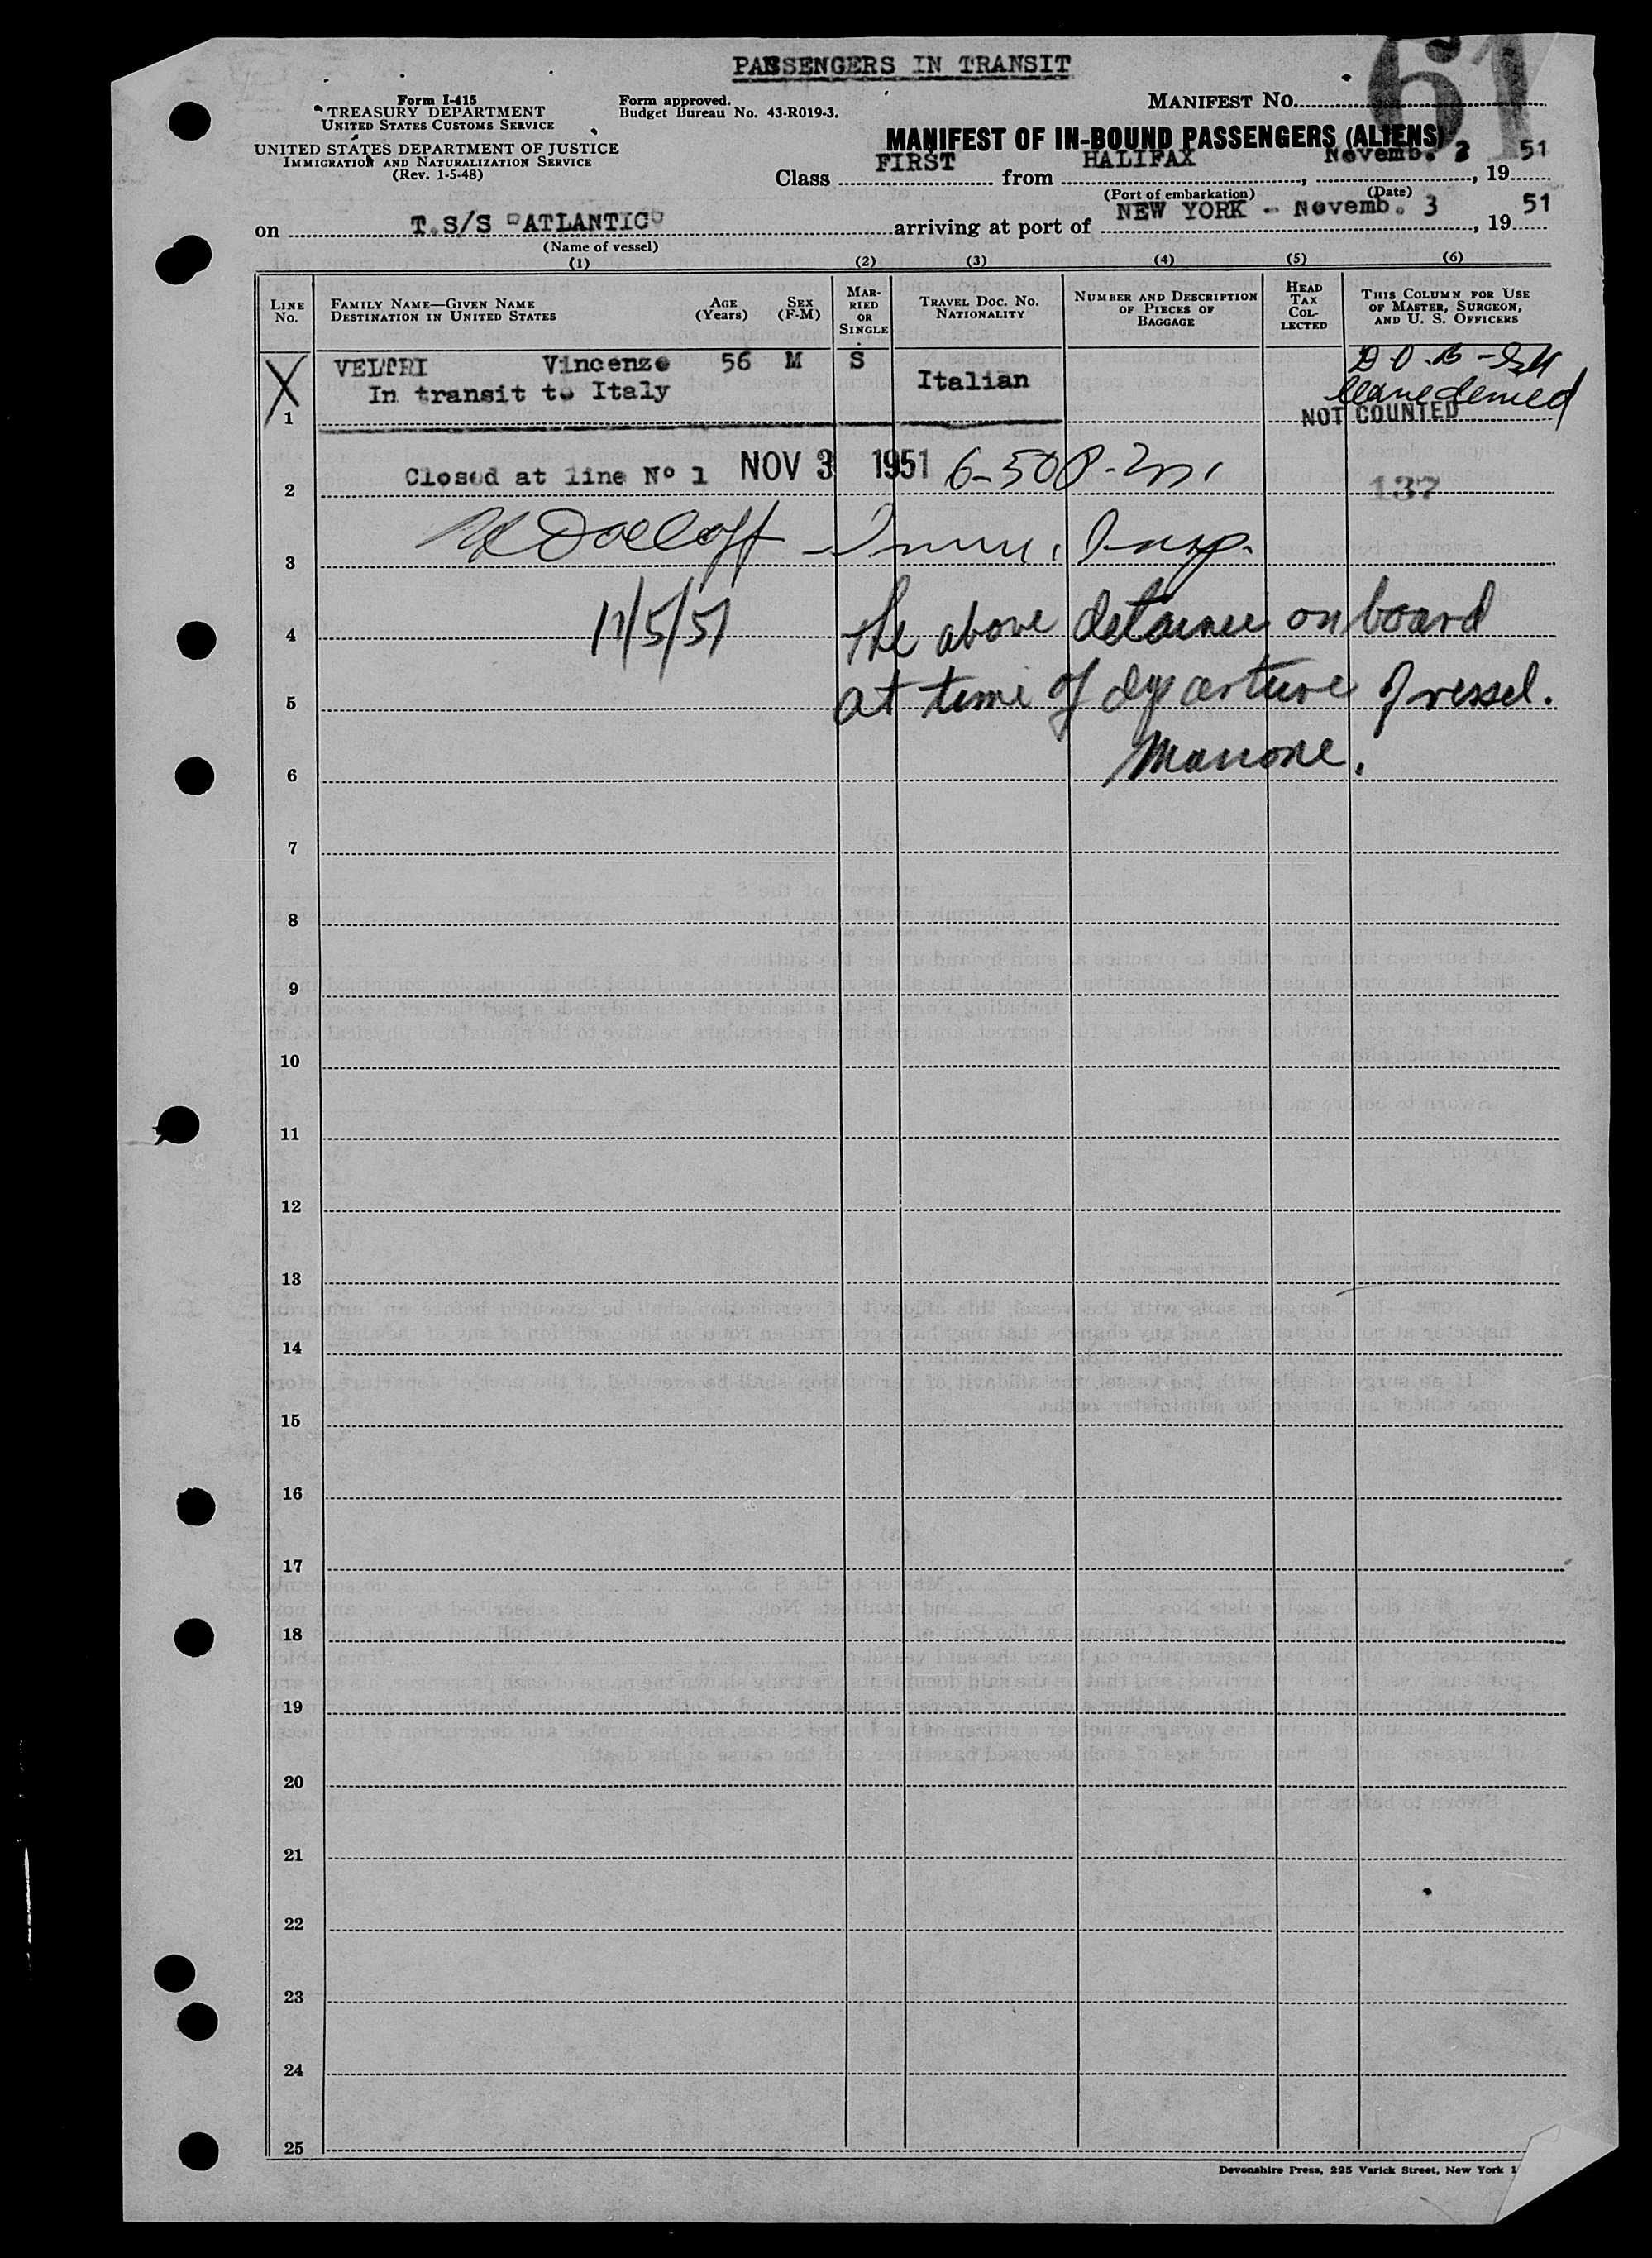 PASSENGERS IN TRANSIT
61
Form I-415
TREASURY DEPARTMENT
UNITED STATES CUSTOMS SERVICE
UNITED STATES DEPARTMENT OF JUSTICE
IMMIGRATION AND NATURALIZATION SERVICE
(Rev. 1-5-48)
Form approved.
Budget Bureau No. 43-R019-3.
MANIFEST NO.
MANIFEST OF IN-BOUND PASSENGERS (ALIENS)
Class FIRST from HALIFAX, Novemb. 2, 1951
(Port of embarkation) (Date)
on T.S/S "ATLANTIC" arriving at port of NEW YORK - Novemb. 3, 1951
(Name of vessel)
(1) (2) (3) (4) (5) (6)
LINE NO.
FAMILY NAME—GIVEN NAME
DESTINATION IN UNITED STATES
AGE (Years)
SEX (F-M)
MARRIED OR SINGLE
TRAVEL DOC. NO. NATIONALITY
NUMBER AND DESCRIPTION OF PIECES OF BAGGAGE
HEAD TAX COLLECTED
THIS COLUMN FOR USE OF MASTER, SURGEON, AND U. S. OFFICERS
X VELTRI Vincenzo 56 M S D.O.B -
In transit to Italy Italian leave denied
1 NOT COUNTED
2 Closed at line Nº 1 NOV 3 1951 6-50 P.m. 137
3 Imm. Insp.
4 11/5/51 The above detainee on board
5 at time of departure of vessel.
6 Manone.
7
8
9
10
11
12
13
14
15
16
17
18
19
20
21
22
23
24
25
Devonshire Press, 225 Varick Street, New York 1